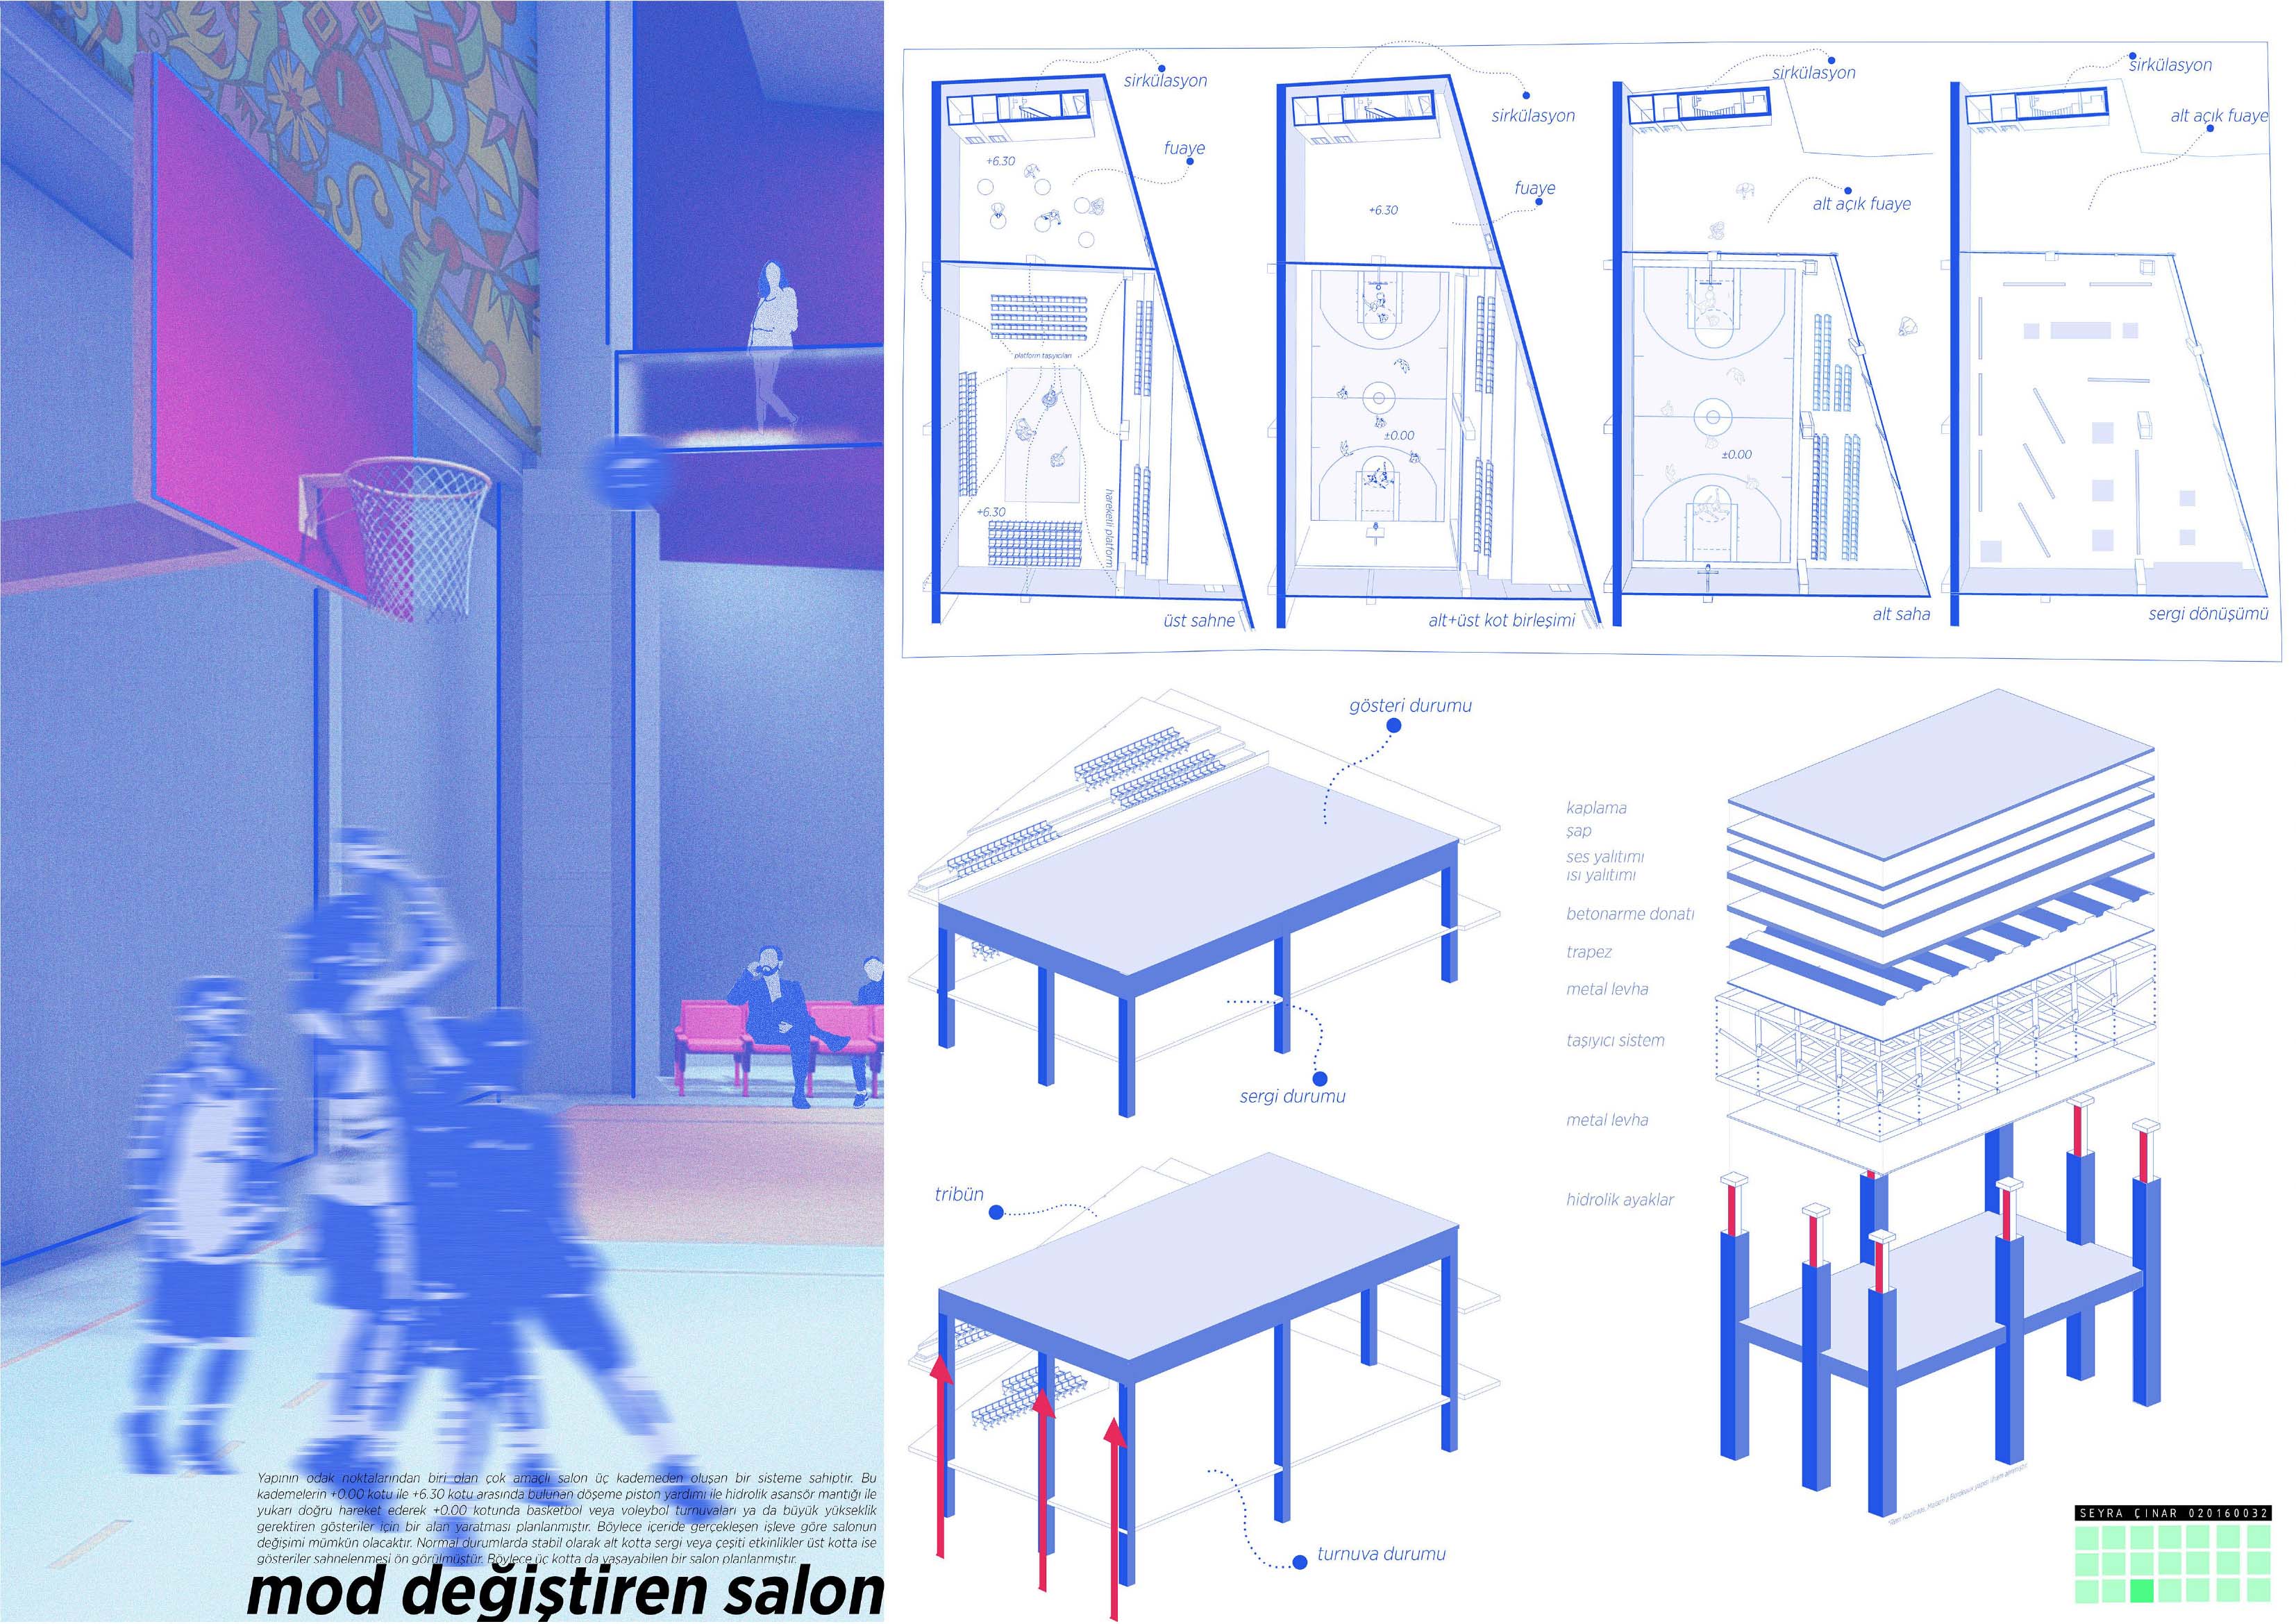 sirkülasyon
fuaye
+6.30
platform taşıyıcıları
hareketli platform
+6.30
üst sahne
sirkülasyon
fuaye
+6.30
±0.00
alt+üst kot birleşimi
sirkülasyon
alt açık fuaye
±0.00
alt saha
sirkülasyon
alt açık fuaye
sergi dönüşümü
gösteri durumu
sergi durumu
tribün
turnuva durumu
kaplama
şap
ses yalıtımı
ısı yalıtımı
betonarme donatı
trapez
metal levha
taşıyıcı sistem
metal levha
hidrolik ayaklar
Yapının odak noktalarından biri olan çok amaçlı salon üç kademeden oluşan bir sisteme sahiptir. Bu
kademelerin +0.00 kotu ile +6.30 kotu arasında bulunan döşeme piston yardımı ile hidrolik asansör mantığı ile
yukarı doğru hareket ederek +0.00 kotunda basketbol veya voleybol turnuvaları ya da büyük yükseklik
gerektiren gösteriler için bir alan yaratması planlanmıştır. Böylece içeride gerçekleşen işleve göre salonun
değişimi mümkün olacaktır. Normal durumlarda stabil olarak alt kotta sergi veya çeşiti etkinlikler üst kotta ise
gösteriler sahnelenmesi ön görülmüştür. Böylece üç kotta da yaşayabilen bir salon planlanmıştır.
mod değiştiren salon
SEYRA ÇINAR 020160032